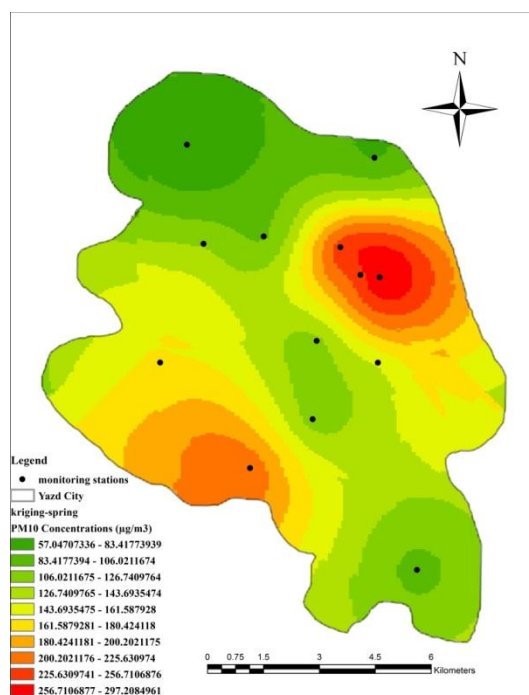 N
Legend
monitoring stations
Yazd City
kriging-spring
PM10 Concentrations (µg/m3)
57.04707336 - 83.41773939
83.4177394 - 106.0211674
106.0211675 - 126.7409764
126.7409765 - 143.6935474
143.6935475 - 161.587928
161.5879281 - 180.424118
180.4241181 - 200.2021175
200.2021176 - 225.630974
225.6309741 - 256.7106876
256.7106877 - 297.2084961
0 0.75 1.5 3 4.5 6
Kilometers